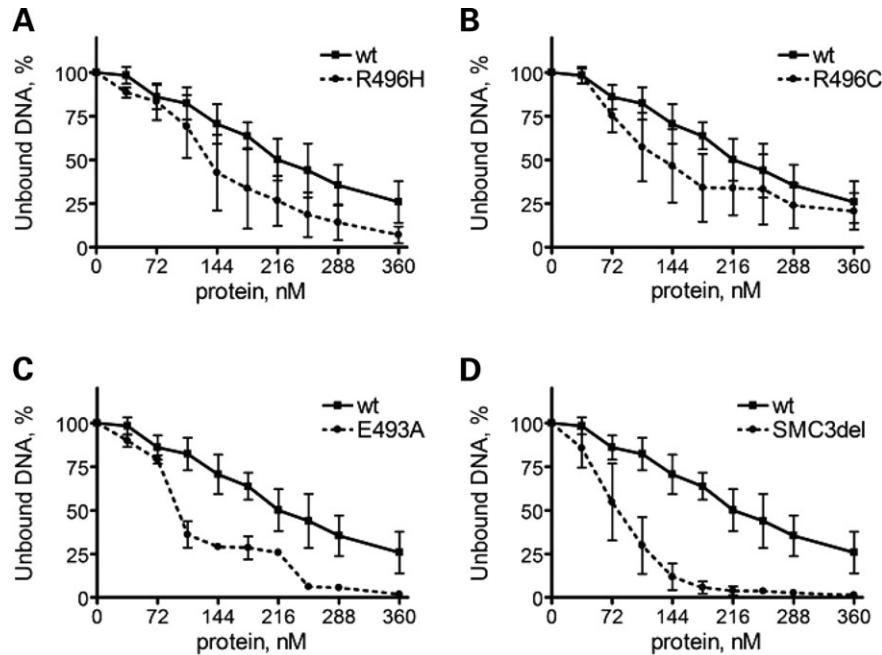 A
Unbound DNA, %
100
75
50
25
0
0 72 144 216 288 360
protein, nM
wt
R496H
B
Unbound DNA, %
100
75
50
25
0
0 72 144 216 288 360
protein, nM
wt
R496C
C
Unbound DNA, %
100
75
50
25
0
0 72 144 216 288 360
protein, nM
wt
E493A
D
Unbound DNA, %
100
75
50
25
0
0 72 144 216 288 360
protein, nM
wt
SMC3del